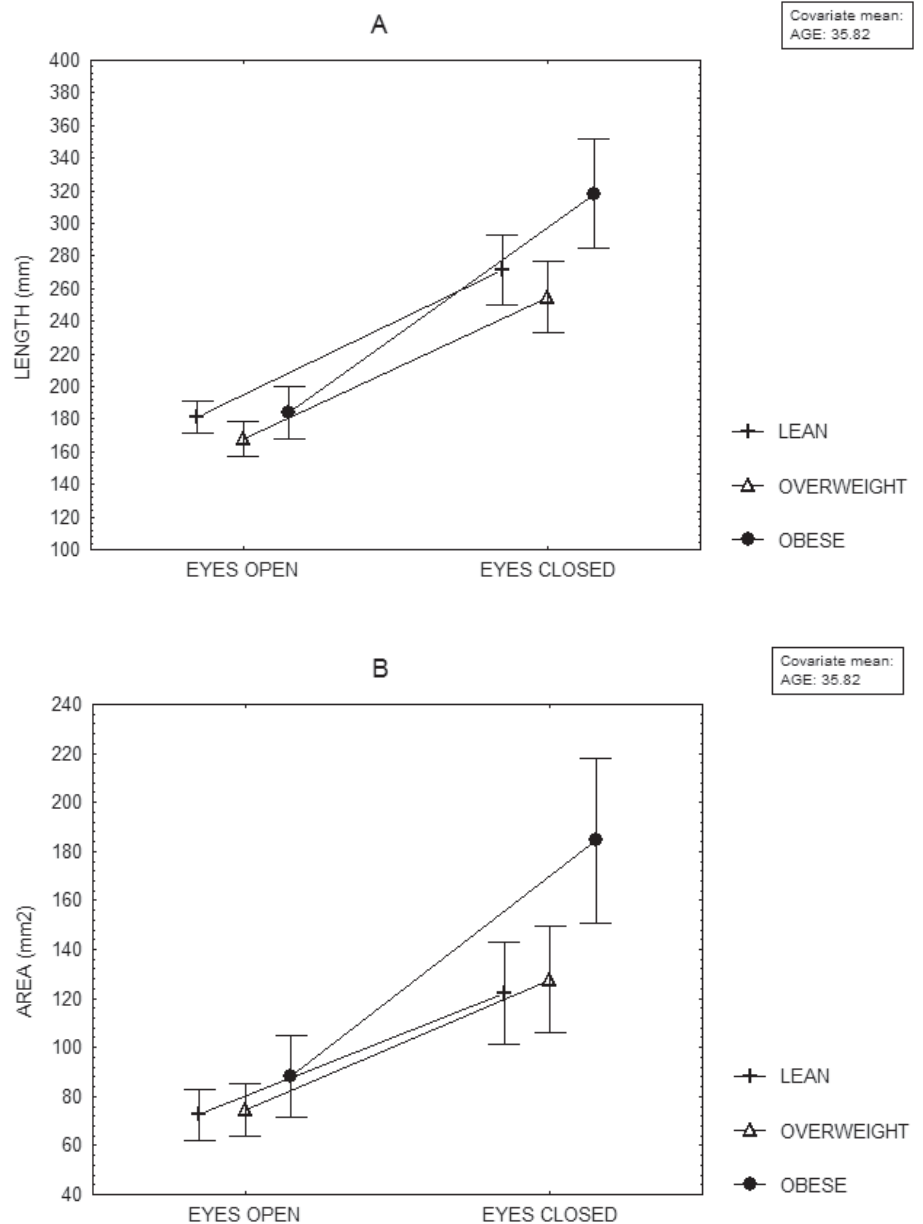 A
Covariate mean:
AGE: 35.82
400
380
360
340
320
300
280
260
240
220
200
180
160
140
120
100
LENGTH (mm)
EYES OPEN
EYES CLOSED
LEAN
OVERWEIGHT
OBESE
B
Covariate mean:
AGE: 35.82
240
220
200
180
160
140
120
100
80
60
40
AREA (mm2)
EYES OPEN
EYES CLOSED
LEAN
OVERWEIGHT
OBESE